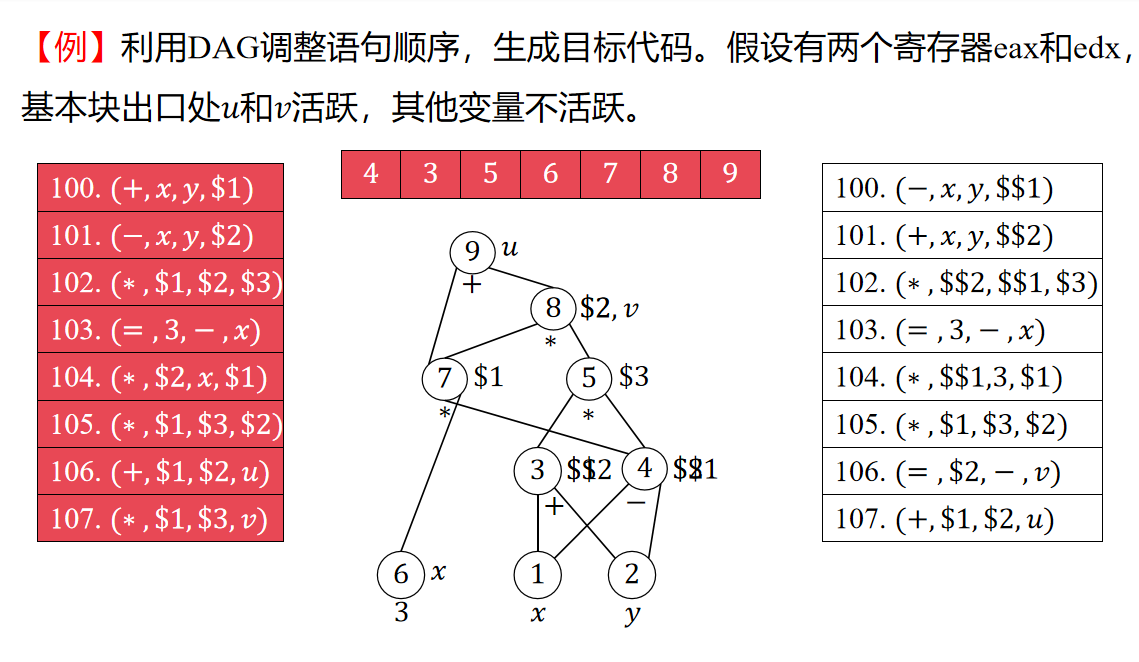 【例】利用DAG调整语句顺序，生成目标代码。假设有两个寄存器eax和edx，
基本块出口处u和v活跃，其他变量不活跃。
100. (+, x, y, $1)
101. (−, x, y, $2)
102. (∗, $1, $2, $3)
103. (=, 3, −, x)
104. (∗, $2, x, $1)
105. (∗, $1, $3, $2)
106. (+, $1, $2, u)
107. (∗, $1, $3, v)
4 3 5 6 7 8 9
9 u
+
8 $2, v
∗
7 $1
∗
5 $3
∗
3 $$2
+
4 $$1
−
6 x
3
1
x
2
y
100. (−, x, y, $$1)
101. (+, x, y, $$2)
102. (∗, $$2, $$1, $3)
103. (=, 3, −, x)
104. (∗, $$1,3, $1)
105. (∗, $1, $3, $2)
106. (=, $2, −, v)
107. (+, $1, $2, u)